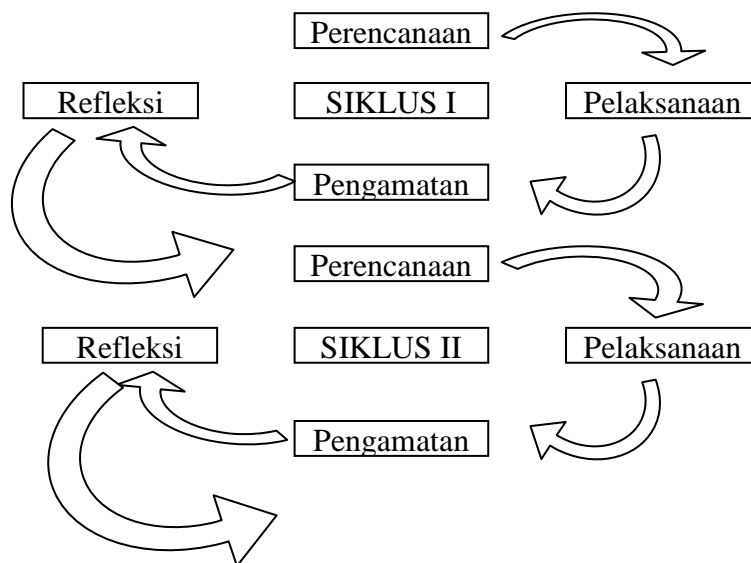 Perencanaan
Refleksi SIKLUS I Pelaksanaan
Pengamatan
Perencanaan
Refleksi SIKLUS II Pelaksanaan
Pengamatan